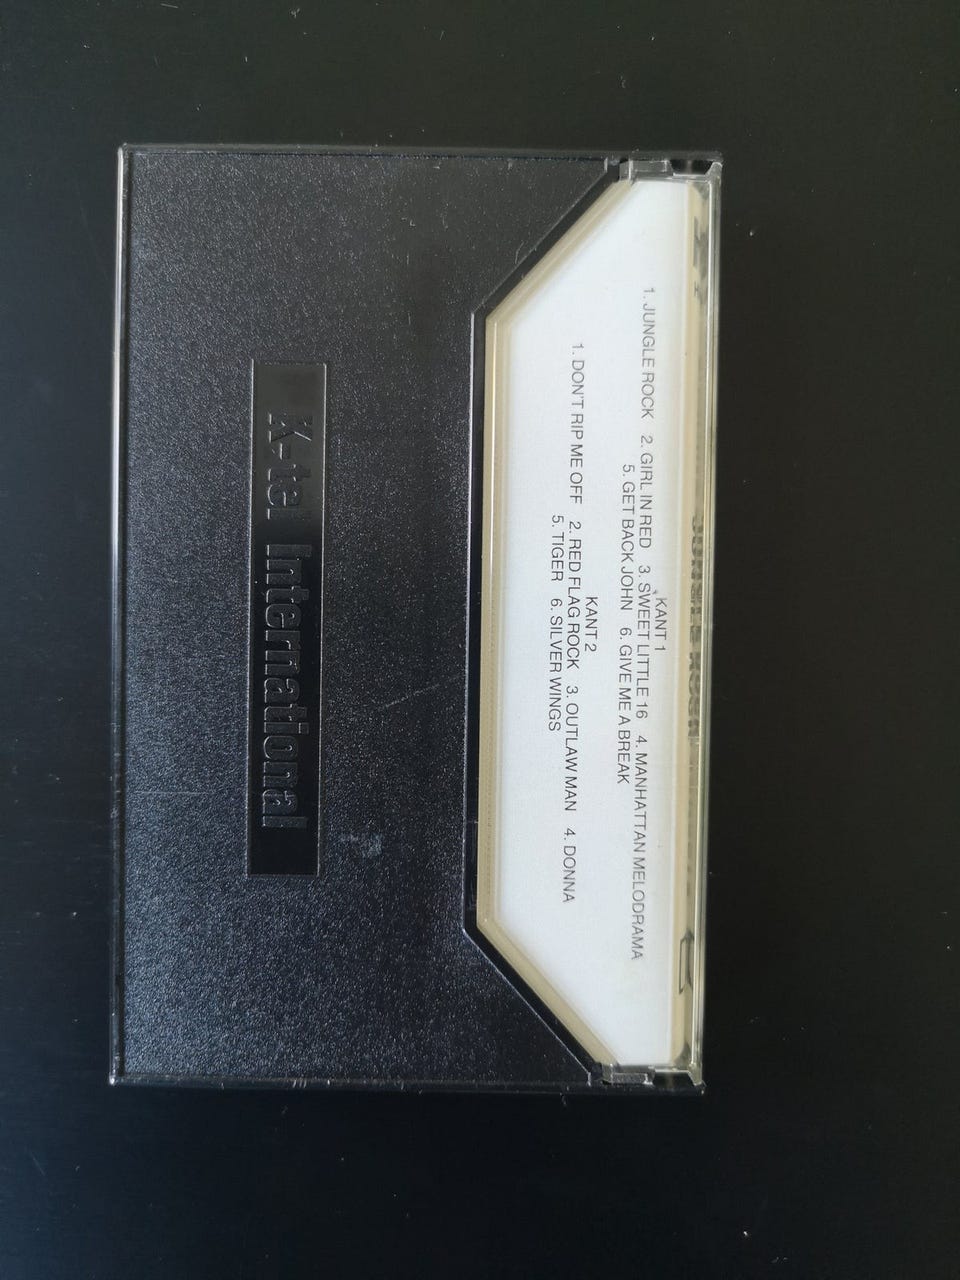 KANT 1
1. JUNGLE ROCK 2. GIRL IN RED 3. SWEET LITTLE 16 4. MANHATTAN MELODRAMA
5. GET BACK JOHN 6. GIVE ME A BREAK
KANT 2
1. DON'T RIP ME OFF 2. RED FLAG ROCK 3. OUTLAW MAN 4. DONNA
5. TIGER 6. SILVER WINGS
K-tel International